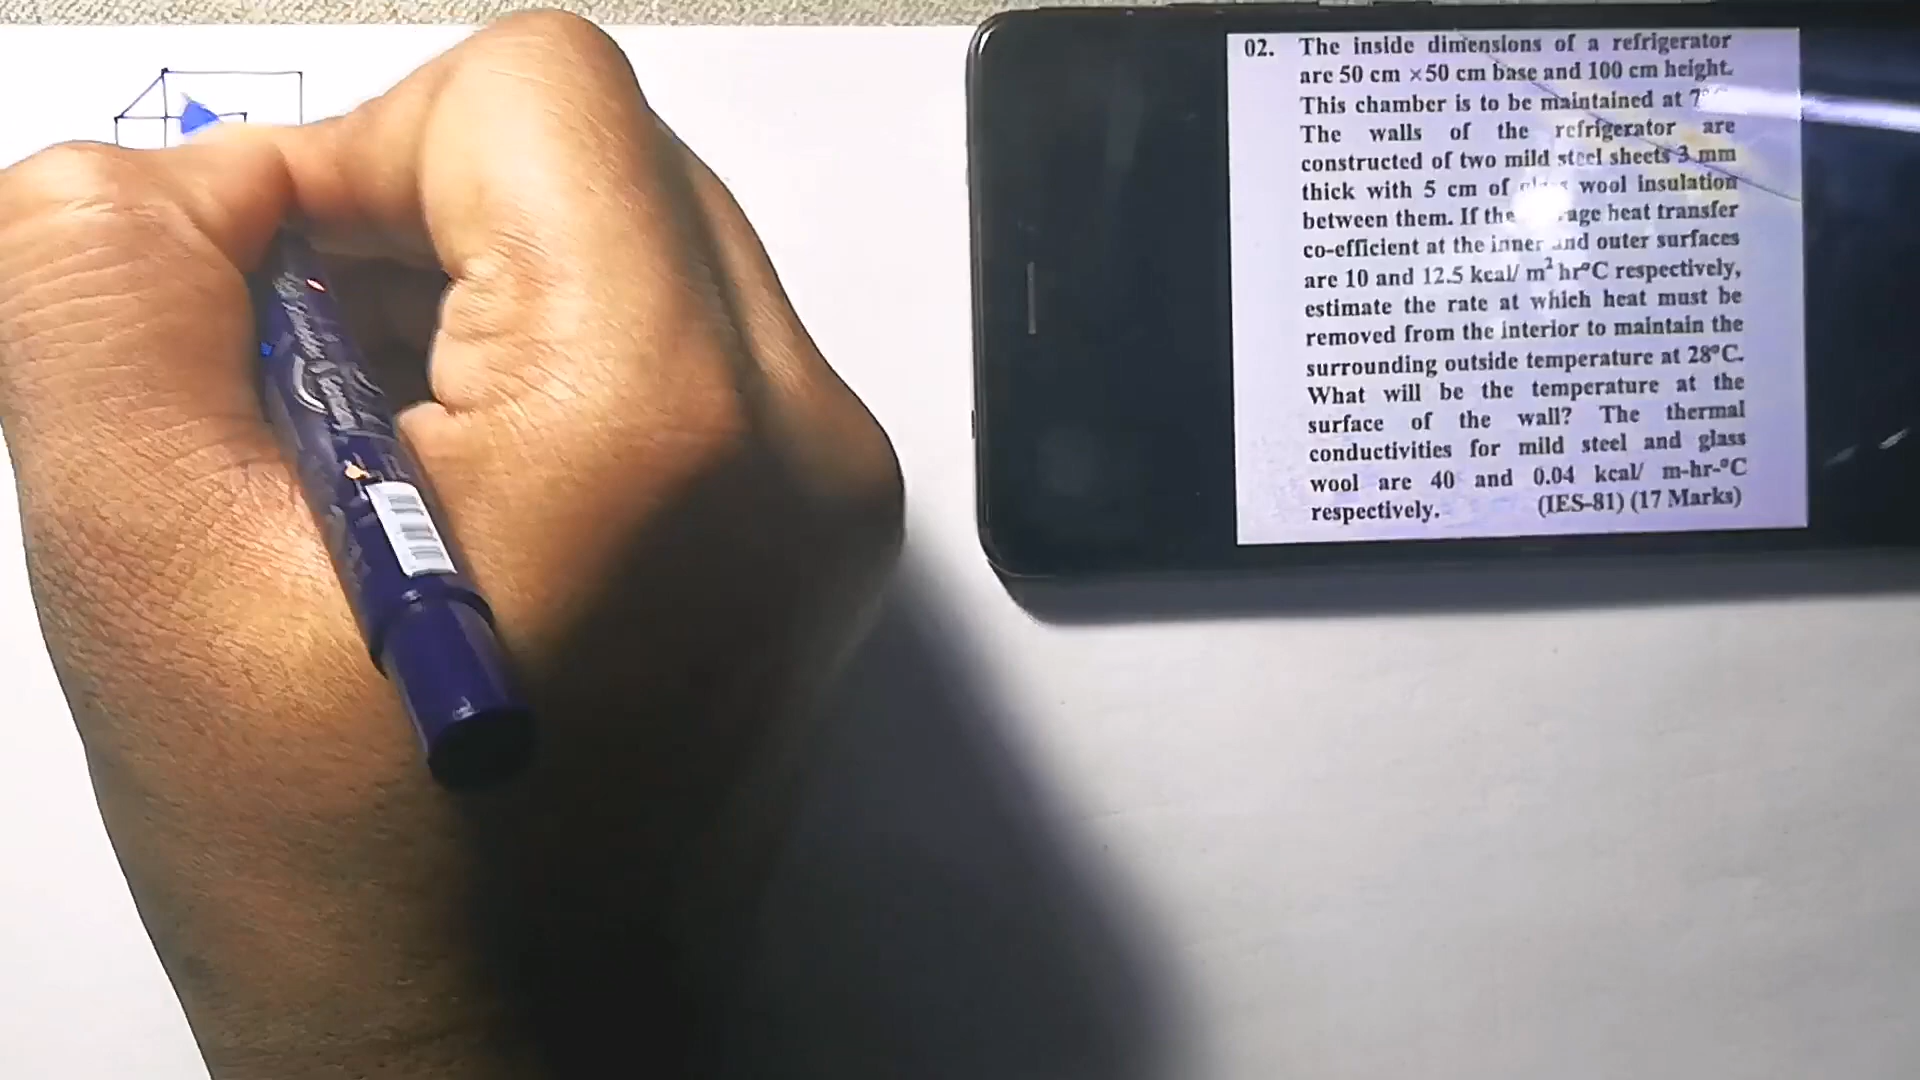 02. The inside dimensions of a refrigerator
are 50 cm ×50 cm base and 100 cm height.
This chamber is to be maintained at 7°
The walls of the refrigerator are
constructed of two mild steel sheets 3 mm
thick with 5 cm of wool insulation
between them. If the heat transfer
co-efficient at the inner and outer surfaces
are 10 and 12.5 kcal/ m² hr°C respectively,
estimate the rate at which heat must be
removed from the interior to maintain the
surrounding outside temperature at 28°C.
What will be the temperature at the
surface of the wall? The thermal
conductivities for mild steel and glass
wool are 40 and 0.04 kcal/ m-hr-°C
respectively. (IES-81) (17 Marks)